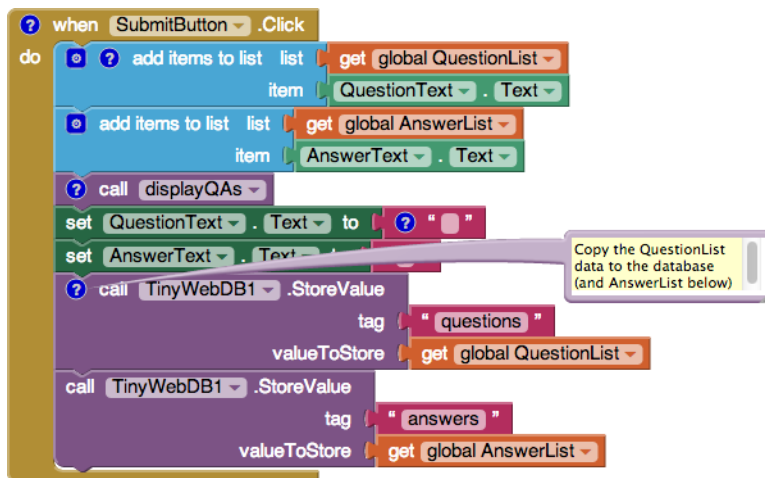 ? when SubmitButton .Click
do ? add items to list list get global QuestionList
item QuestionText . Text
add items to list list get global AnswerList
item AnswerText . Text
? call displayQAs
set QuestionText . Text to ? " "
set AnswerText . Text
? call TinyWebDB1 .StoreValue
tag " questions "
valueToStore get global QuestionList
call TinyWebDB1 .StoreValue
tag " answers "
valueToStore get global AnswerList
Copy the QuestionList
data to the database
(and AnswerList below)